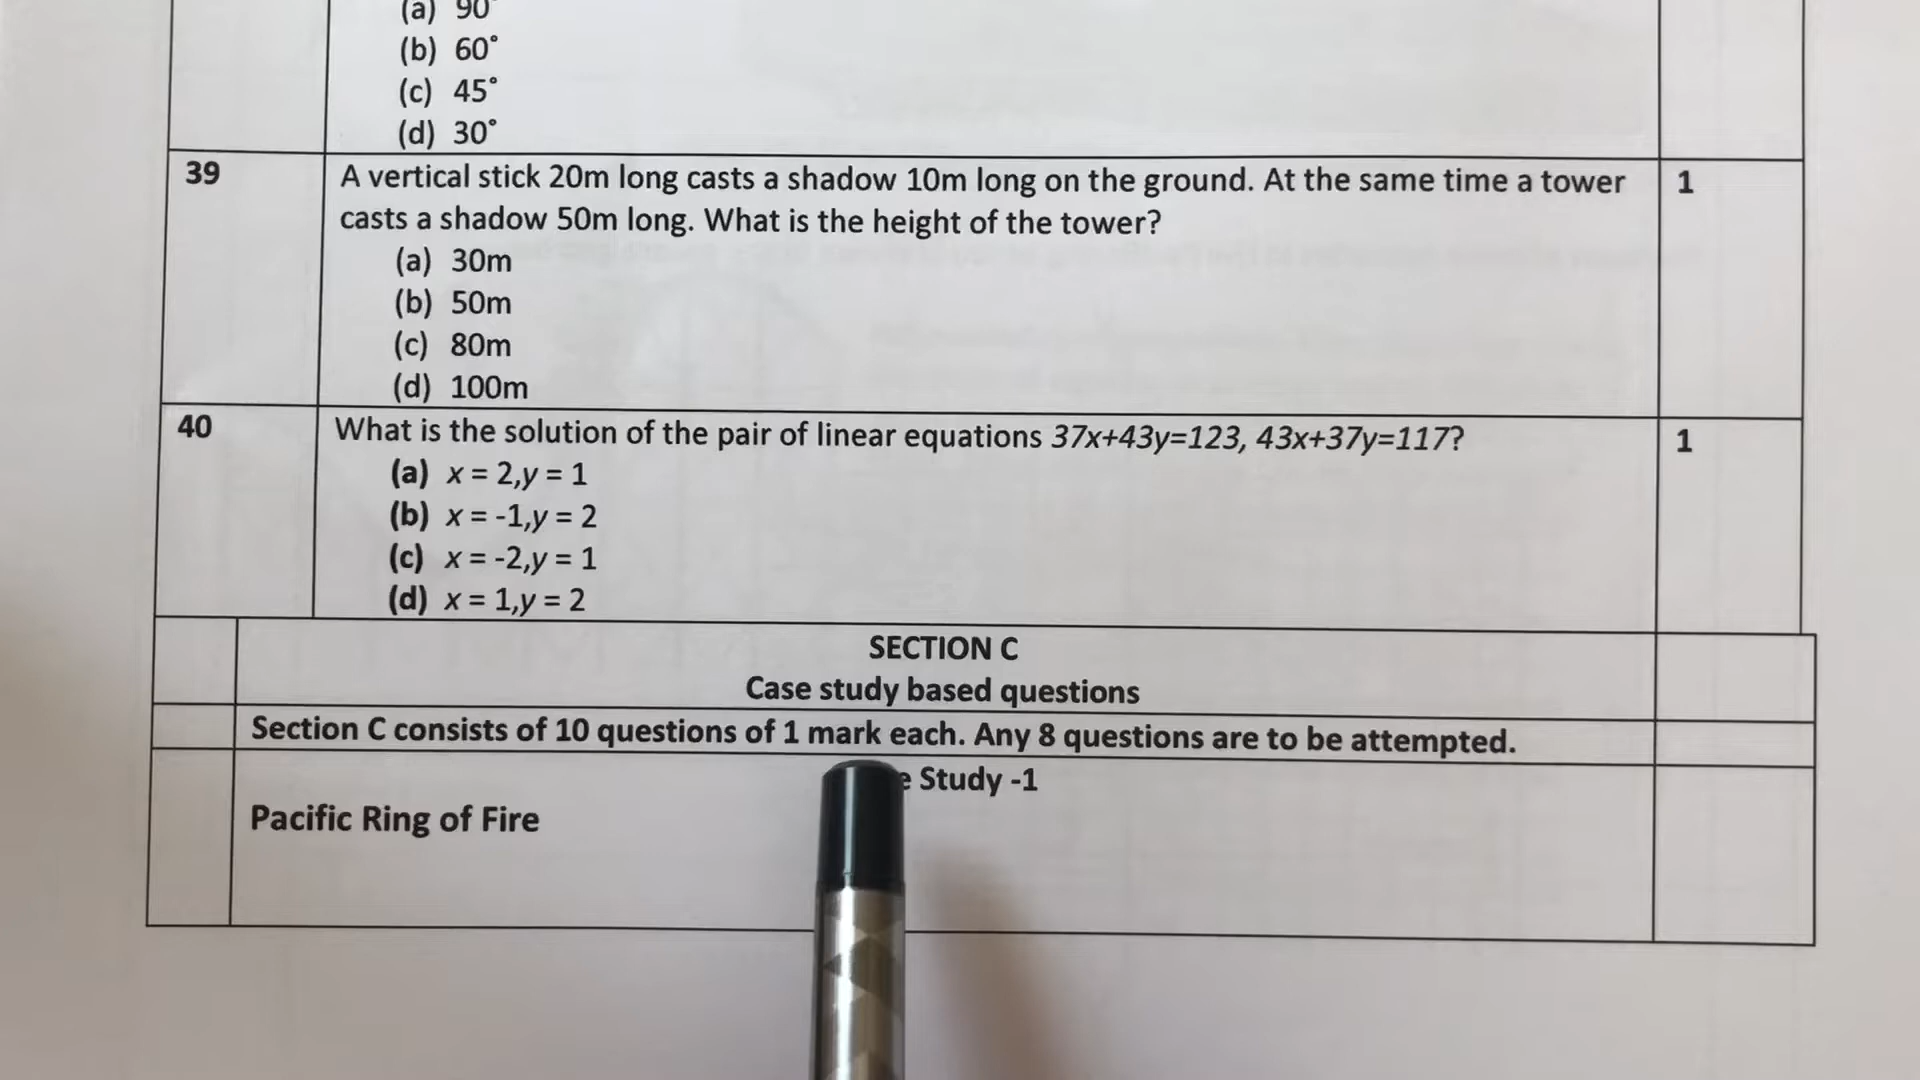 (a) 90°
(b) 60°
(c) 45°
(d) 30°
39 A vertical stick 20m long casts a shadow 10m long on the ground. At the same time a tower 1
casts a shadow 50m long. What is the height of the tower?
(a) 30m
(b) 50m
(c) 80m
(d) 100m
40 What is the solution of the pair of linear equations 37x+43y=123, 43x+37y=117? 1
(a) x = 2,y = 1
(b) x = -1,y = 2
(c) x = -2,y = 1
(d) x = 1,y = 2
SECTION C
Case study based questions
Section C consists of 10 questions of 1 mark each. Any 8 questions are to be attempted.
Study -1
Pacific Ring of Fire